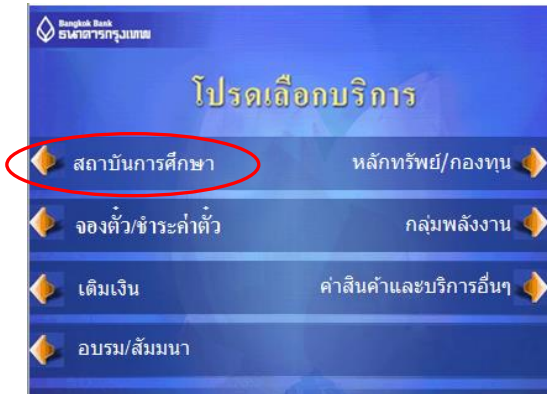 Bangkok Bank
ธนาคารกรุงเทพ
โปรดเลือกบริการ
สถาบันการศึกษา
หลักทรัพย์/กองทุน
จองตั๋ว/ชำระค่าตั๋ว
กลุ่มพลังงาน
เติมเงิน
ค่าสินค้าและบริการอื่นๆ
อบรม/สัมมนา